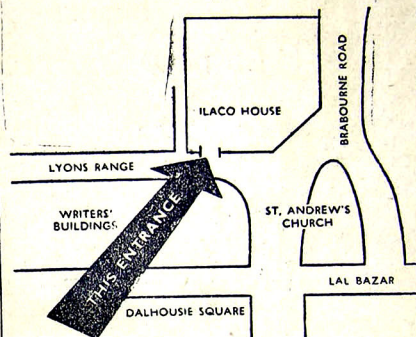 BRABOURNE ROAD
ILACO HOUSE
LYONS RANGE
WRITERS'
BUILDINGS
THIS ENTRANCE
ST. ANDREW'S
CHURCH
LAL BAZAR
DALHOUSIE SQUARE